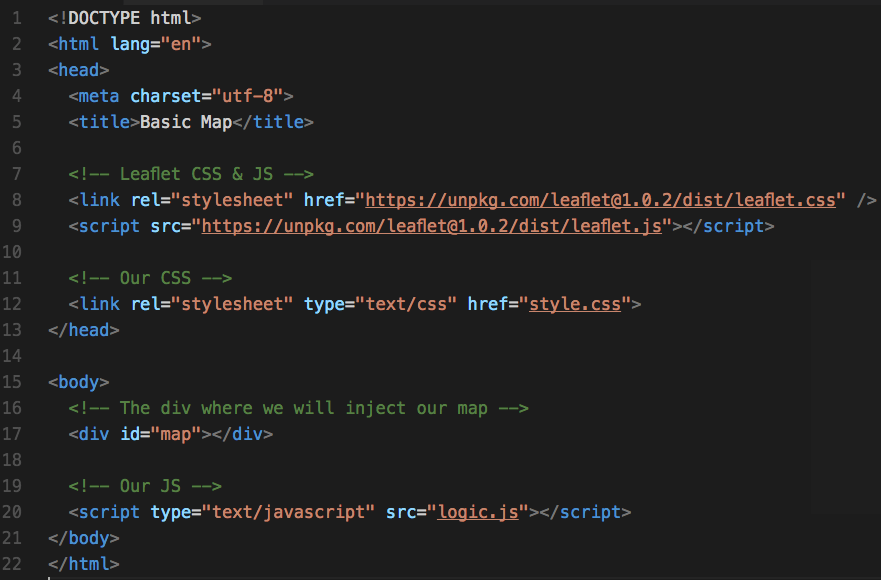 1 <!DOCTYPE html>
2 <html lang="en">
3 <head>
4   <meta charset="utf-8">
5   <title>Basic Map</title>
6
7   <!-- Leaflet CSS & JS -->
8   <link rel="stylesheet" href="https://unpkg.com/leaflet@1.0.2/dist/leaflet.css" />
9   <script src="https://unpkg.com/leaflet@1.0.2/dist/leaflet.js"></script>
10
11   <!-- Our CSS -->
12   <link rel="stylesheet" type="text/css" href="style.css">
13 </head>
14
15 <body>
16   <!-- The div where we will inject our map -->
17   <div id="map"></div>
18
19   <!-- Our JS -->
20   <script type="text/javascript" src="logic.js"></script>
21 </body>
22 </html>